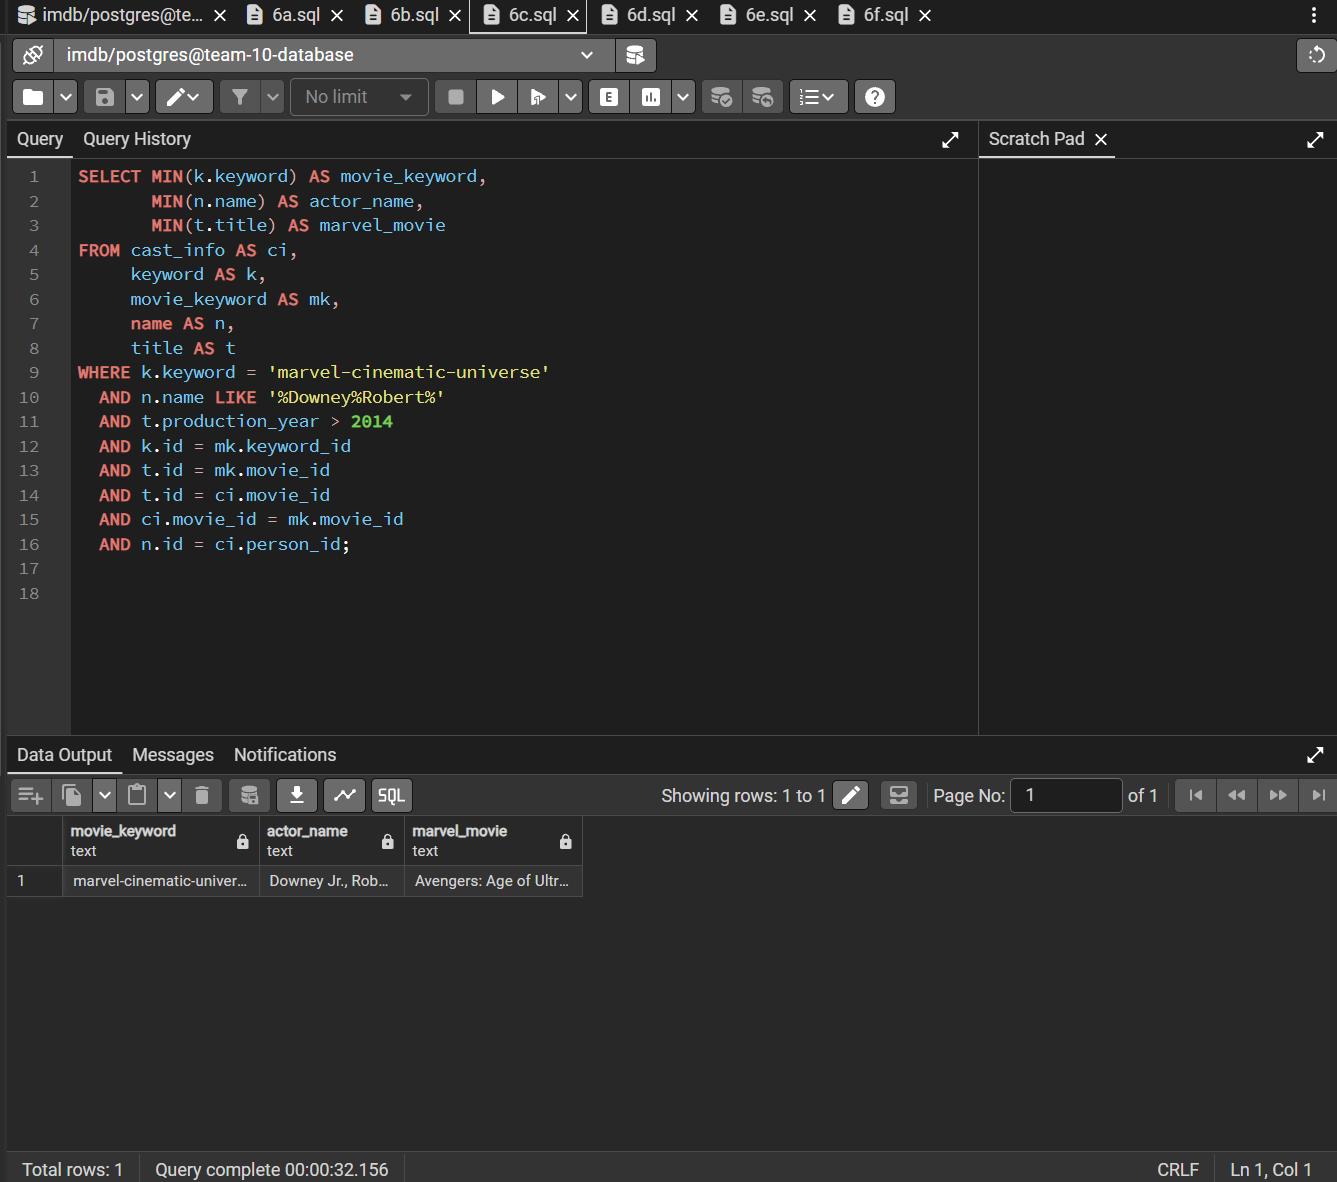 imdb/postgres@te... 6a.sql 6b.sql 6c.sql 6d.sql 6e.sql 6f.sql
imdb/postgres@team-10-database
No limit E
Query Query History Scratch Pad
1 SELECT MIN(k.keyword) AS movie_keyword,
2 MIN(n.name) AS actor_name,
3 MIN(t.title) AS marvel_movie
4 FROM cast_info AS ci,
5 keyword AS k,
6 movie_keyword AS mk,
7 name AS n,
8 title AS t
9 WHERE k.keyword = 'marvel-cinematic-universe'
10 AND n.name LIKE '%Downey%Robert%'
11 AND t.production_year > 2014
12 AND k.id = mk.keyword_id
13 AND t.id = mk.movie_id
14 AND t.id = ci.movie_id
15 AND ci.movie_id = mk.movie_id
16 AND n.id = ci.person_id;
17
18
Data Output Messages Notifications
SQL Showing rows: 1 to 1 Page No: 1 of 1
movie_keyword actor_name marvel_movie
text text text
1 marvel-cinematic-univer... Downey Jr., Rob... Avengers: Age of Ultr...
Total rows: 1 Query complete 00:00:32.156 CRLF Ln 1, Col 1